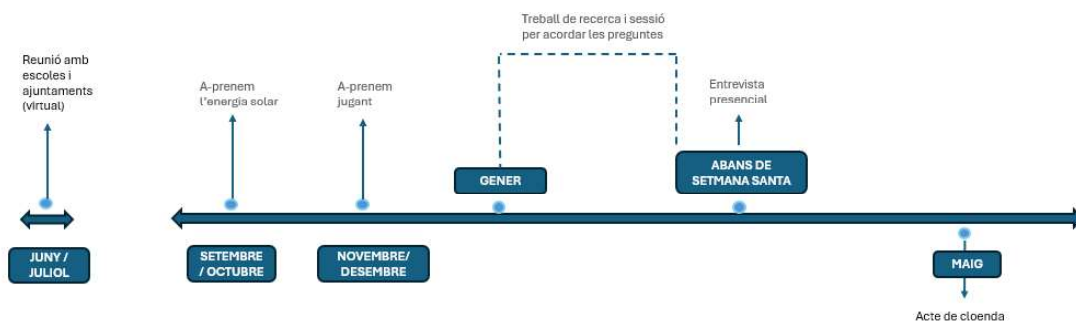 Treball de recerca i sessió
per acordar les preguntes
Reunió amb
escoles i
ajuntaments
(virtual)
A-prenem
l'energia solar
A-prenem
jugant
Entrevista
presencial
GENER
ABANS DE
SETMANA SANTA
JUNY /
JULIOL
SETEMBRE
/ OCTUBRE
NOVEMBRE/
DESEMBRE
MAIG
Acte de cloenda